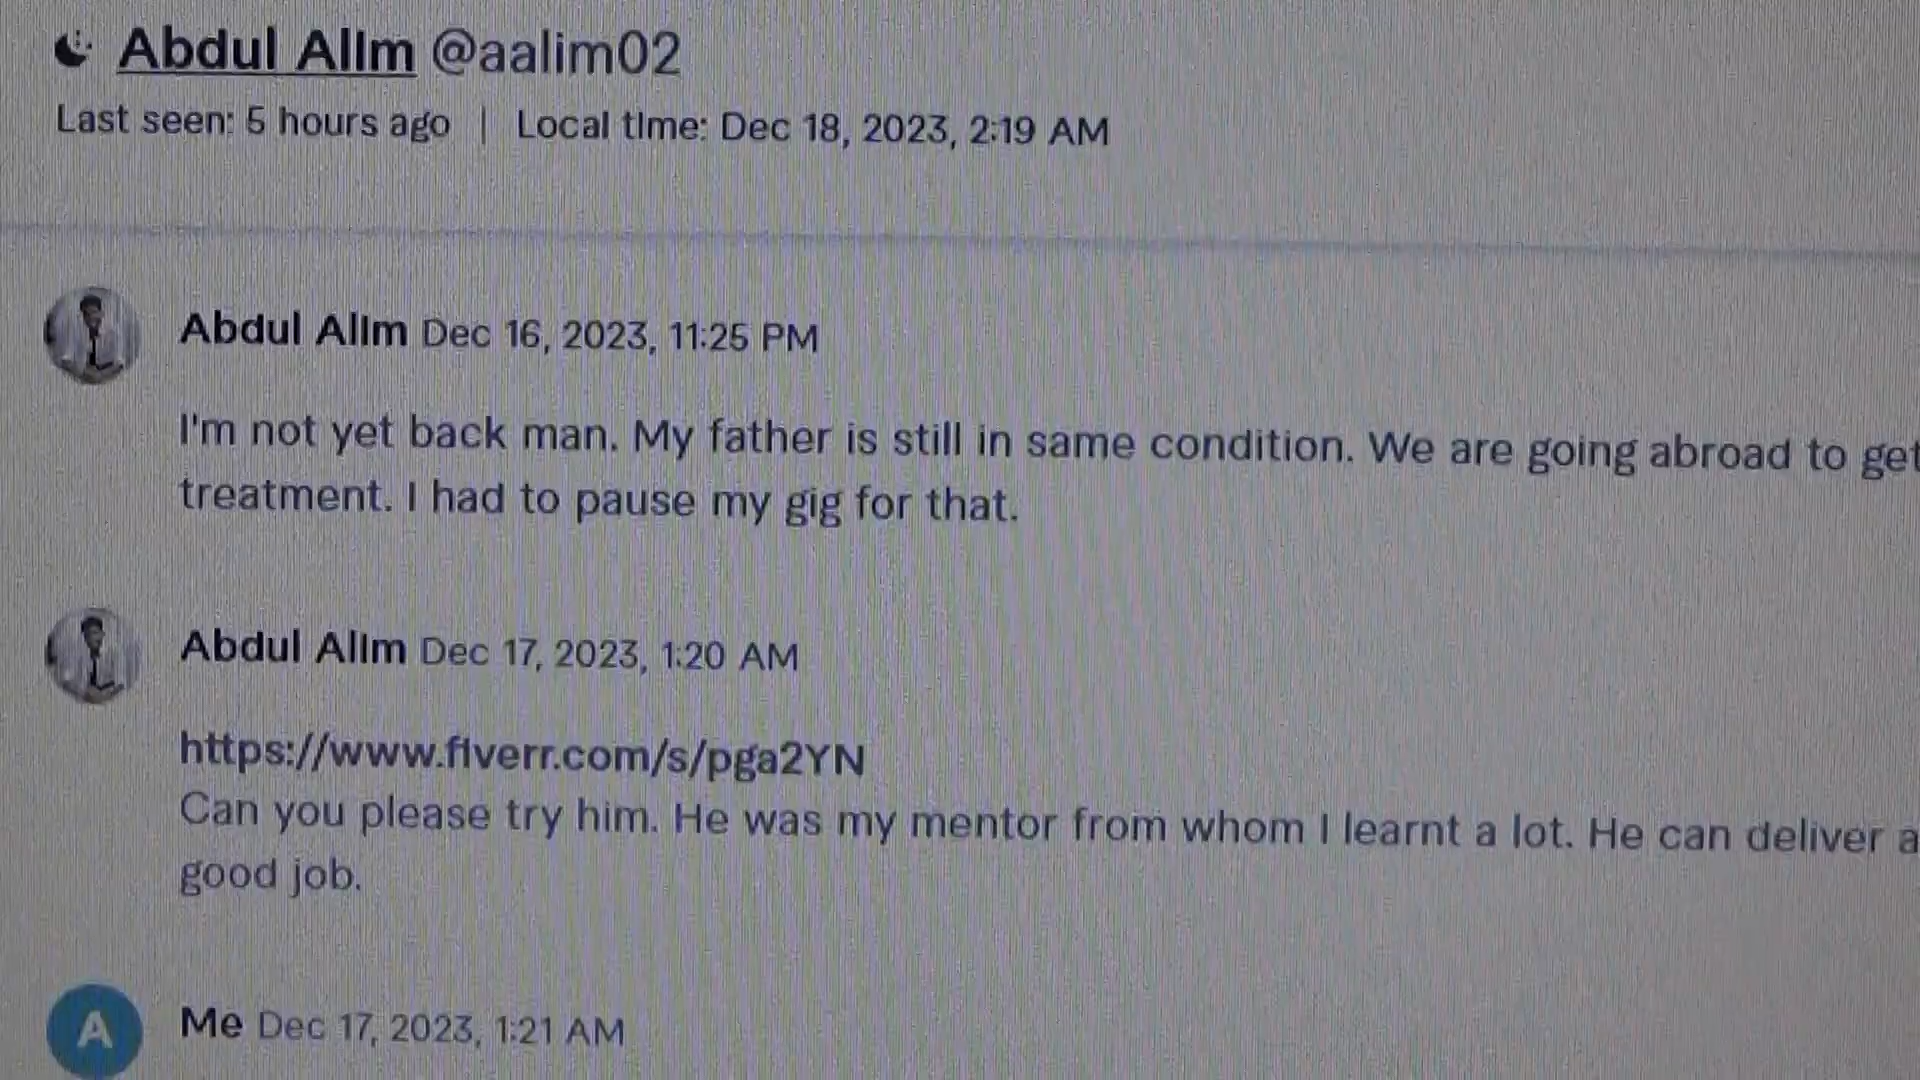 Abdul Alim @aalim02
Last seen: 5 hours ago | Local time: Dec 18, 2023, 2:19 AM
Abdul Alim Dec 16, 2023, 11:25 PM
I'm not yet back man. My father is still in same condition. We are going abroad to get
treatment. I had to pause my gig for that.
Abdul Alim Dec 17, 2023, 1:20 AM
https://www.fiverr.com/s/pga2YN
Can you please try him. He was my mentor from whom I learnt a lot. He can deliver a
good job.
A
Me Dec 17, 2023, 1:21 AM